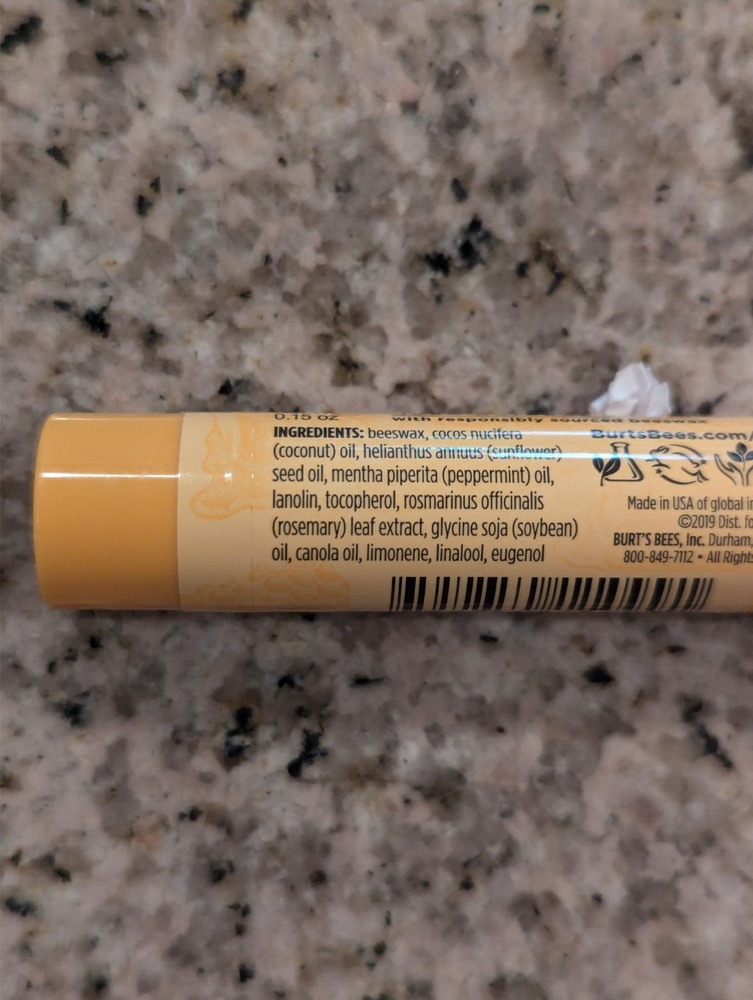 0.15 oz
with responsibly sourced beeswax
INGREDIENTS: beeswax, cocos nucifera
(coconut) oil, helianthus annuus (sunflower)
seed oil, mentha piperita (peppermint) oil,
lanolin, tocopherol, rosmarinus officinalis
(rosemary) leaf extract, glycine soja (soybean)
oil, canola oil, limonene, linalool, eugenol
BurtsBees.com/
Made in USA of global
©2019 Dist.
BURT'S BEES, Inc. Durham,
800-849-7112 • All Rights